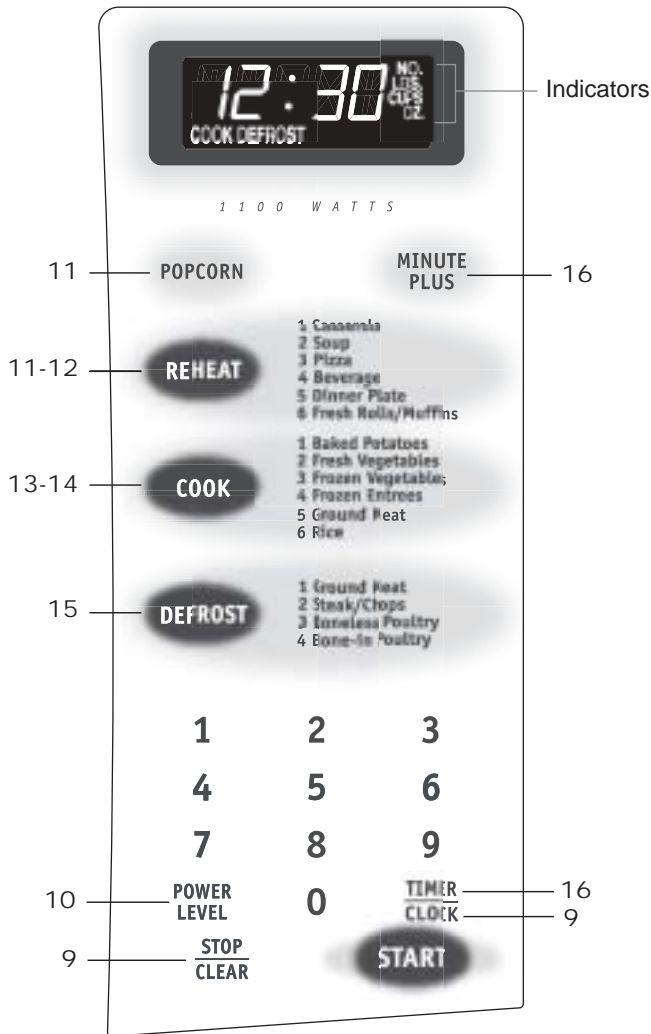 12:30
NO.
LBS
CUPS
OZ.
COOK DEFROST
Indicators
1100 WATTS
11 POPCORN
MINUTE PLUS 16
11-12 REHEAT
1 Casserole
2 Soup
3 Pizza
4 Beverage
5 Dinner Plate
6 Fresh Rolls/Muffins
13-14 COOK
1 Baked Potatoes
2 Fresh Vegetables
3 Frozen Vegetables
4 Frozen Entrees
5 Ground Meat
6 Rice
15 DEFROST
1 Ground Meat
2 Steak/Chops
3 Boneless Poultry
4 Bone-In Poultry
1 2 3
4 5 6
7 8 9
10 POWER LEVEL
0
TIMER 16
CLOCK 9
9 STOP
CLEAR
START